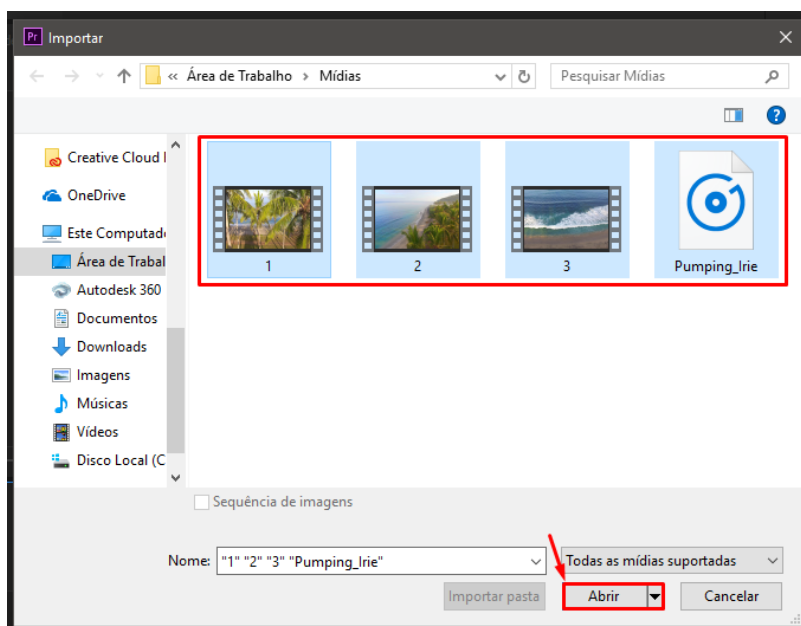 Pr Importar
« Área de Trabalho › Mídias
Pesquisar Mídias
?
Creative Cloud
OneDrive
Este Computad
Área de Trabal
Autodesk 360
Documentos
Downloads
Imagens
Músicas
Vídeos
Disco Local (C
1 2 3 Pumping_Irie
Sequência de imagens
Nome: "1" "2" "3" "Pumping_Irie"
Todas as mídias suportadas
Importar pasta Abrir Cancelar